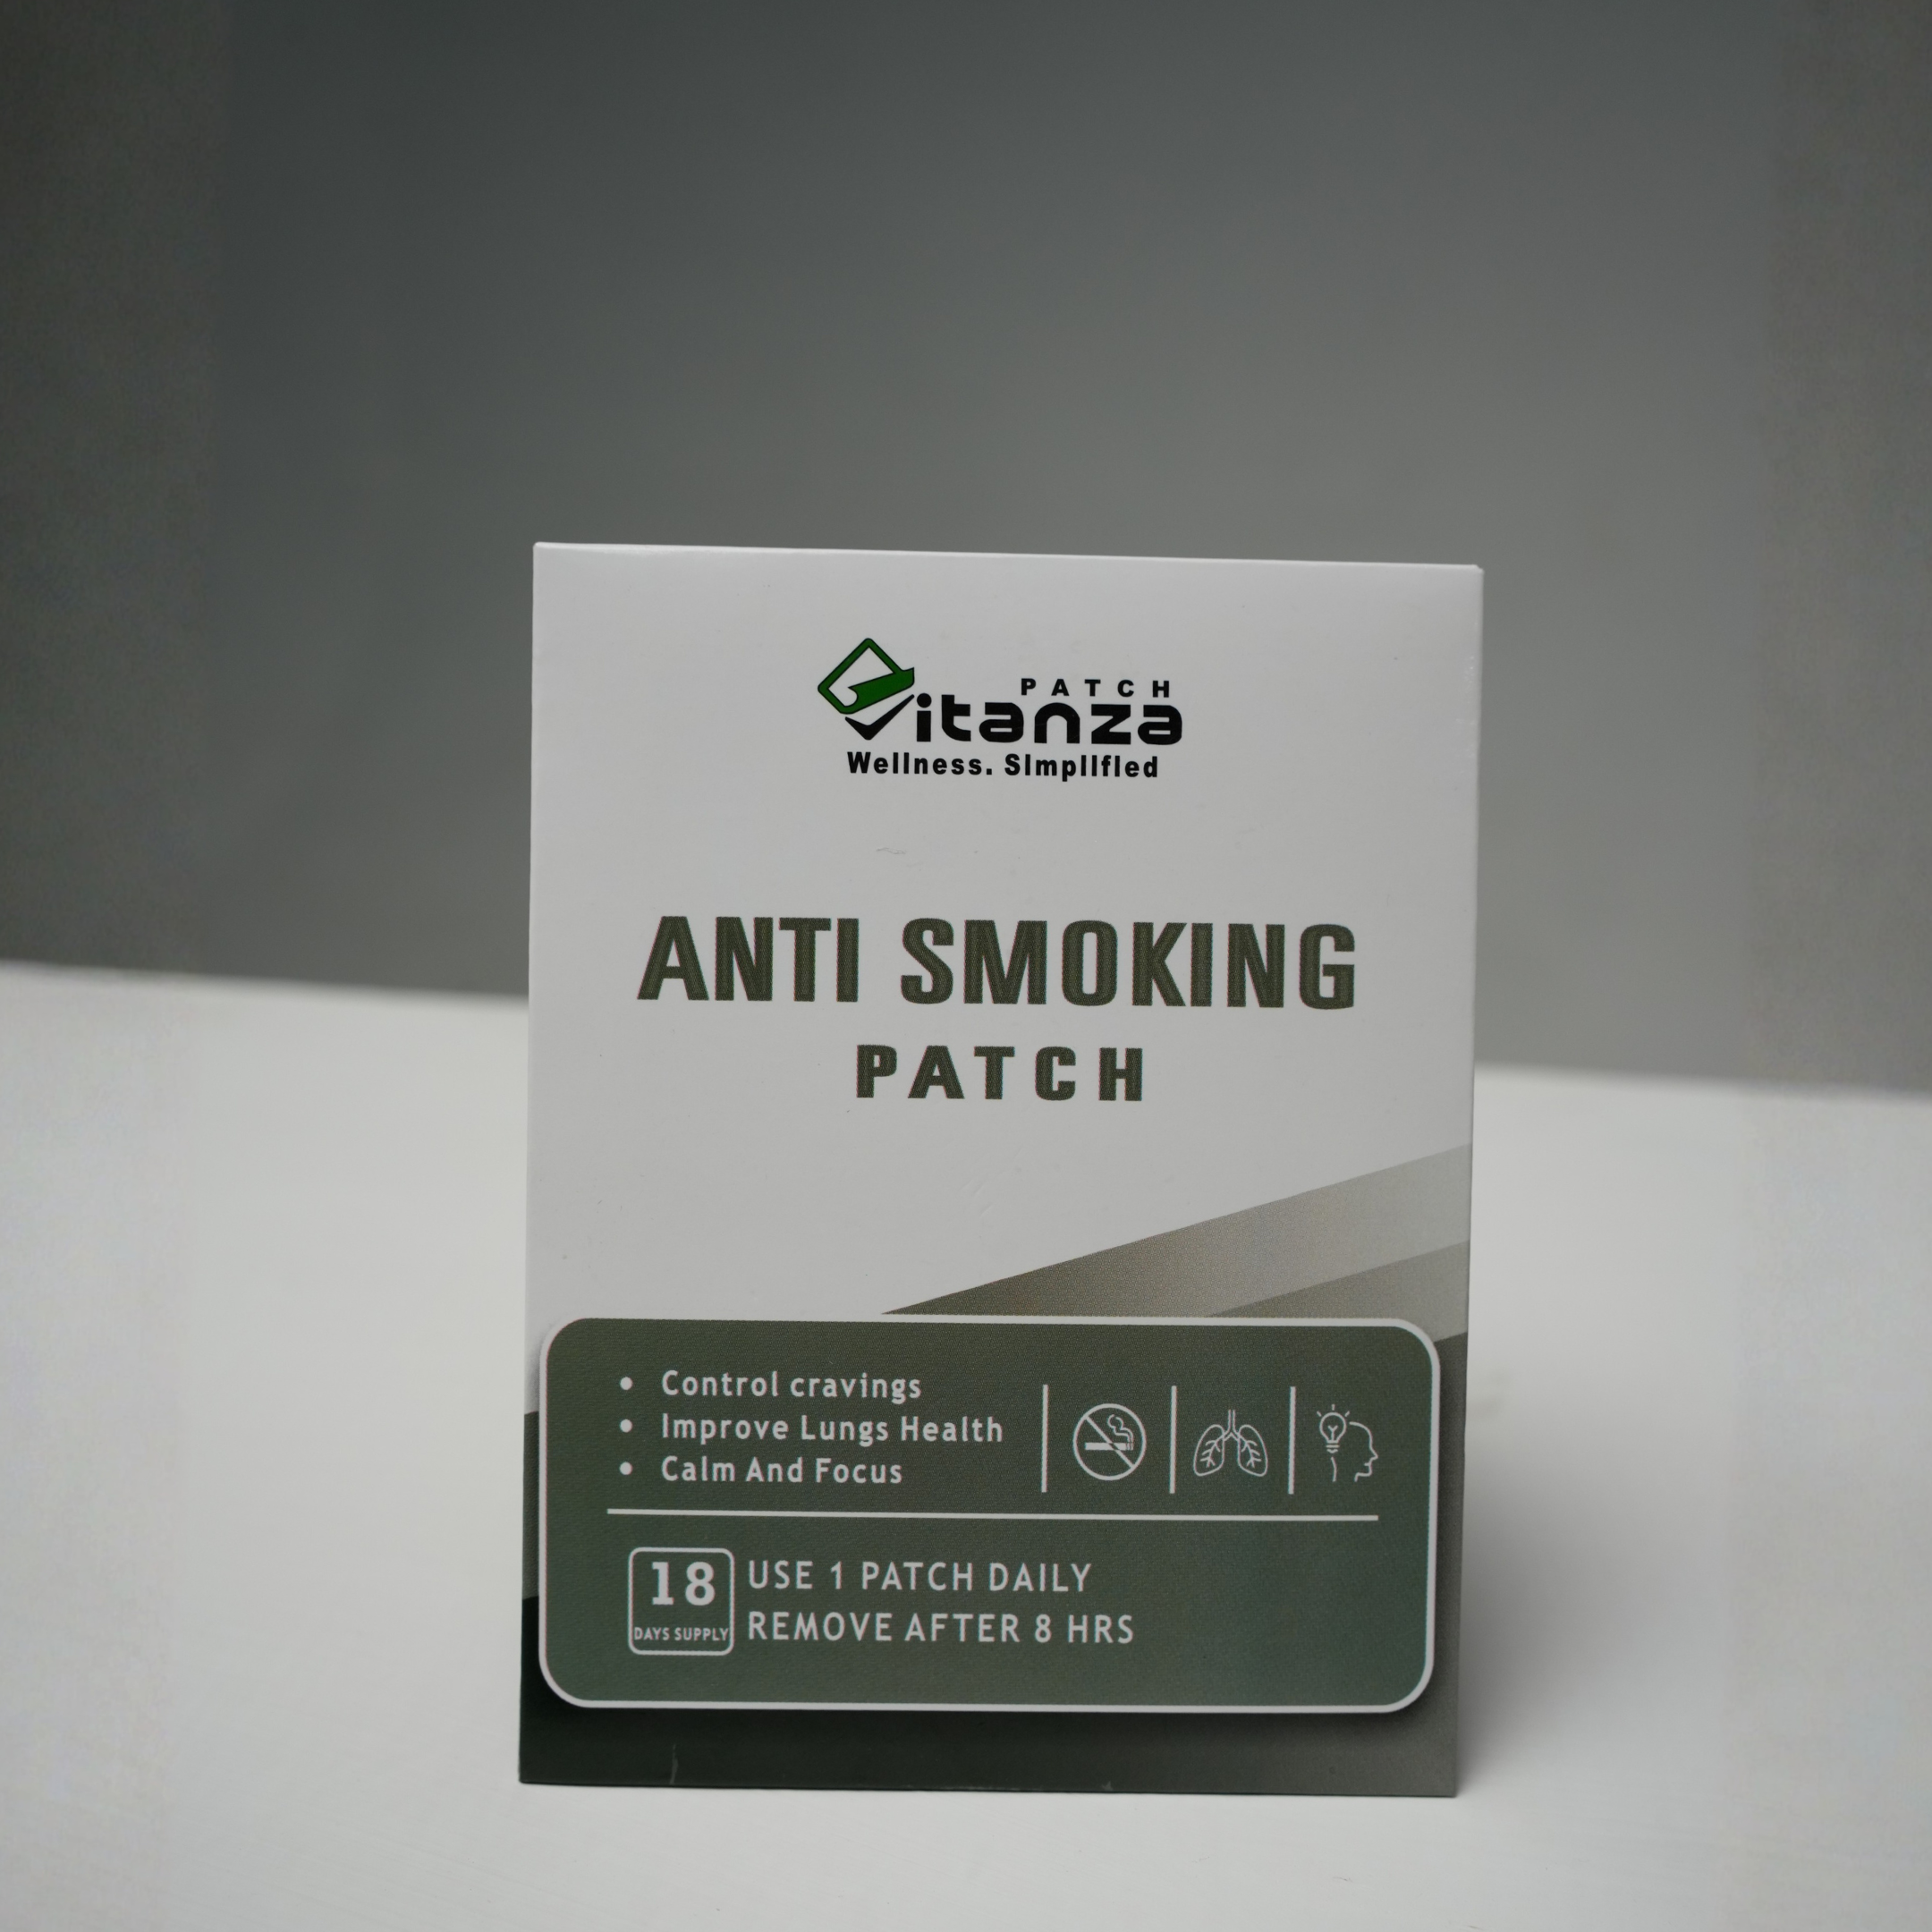 PATCH
Vitanza
Wellness. Simplified
ANTI SMOKING
PATCH
• Control cravings
• Improve Lungs Health
• Calm And Focus
18
DAYS SUPPLY
USE 1 PATCH DAILY
REMOVE AFTER 8 HRS